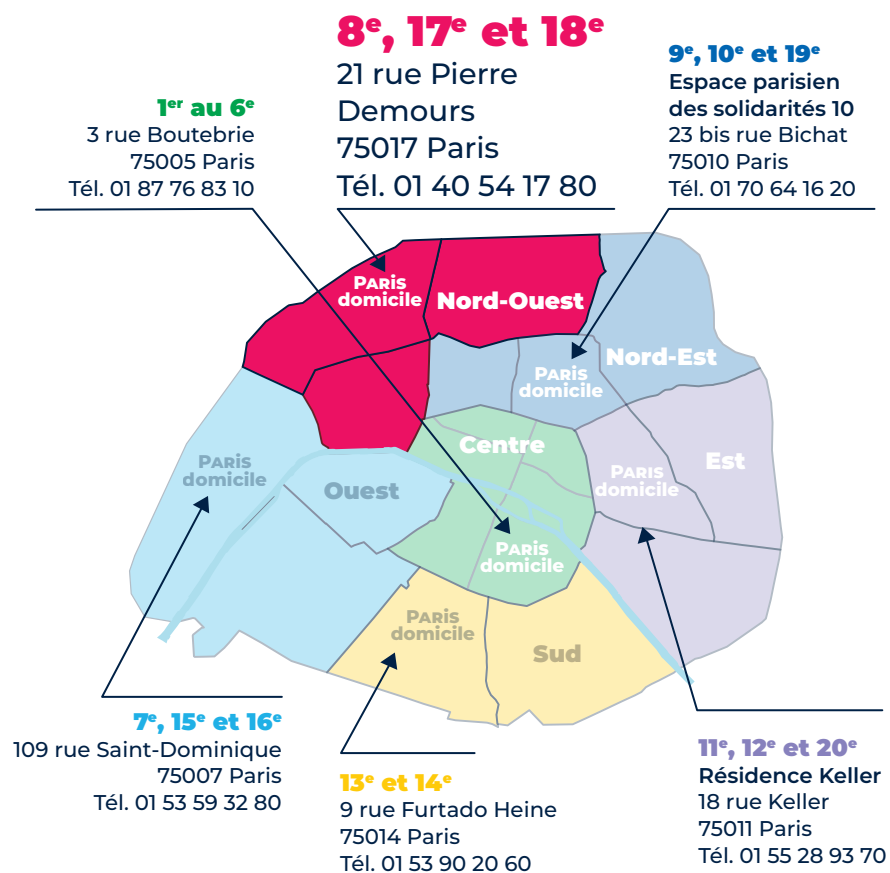 8e, 17e et 18e
21 rue Pierre
Demours
75017 Paris
Tél. 01 40 54 17 80
9e, 10e et 19e
Espace parisien
des solidarités 10
23 bis rue Bichat
75010 Paris
Tél. 01 70 64 16 20
1er au 6e
3 rue Boutebrie
75005 Paris
Tél. 01 87 76 83 10
PARIS
domicile
Nord-Ouest
Nord-Est
PARIS
domicile
Centre
PARIS
domicile
Ouest
PARIS
domicile
Est
PARIS
domicile
PARIS
domicile
Sud
7e, 15e et 16e
109 rue Saint-Dominique
75007 Paris
Tél. 01 53 59 32 80
13e et 14e
9 rue Furtado Heine
75014 Paris
Tél. 01 53 90 20 60
11e, 12e et 20e
Résidence Keller
18 rue Keller
75011 Paris
Tél. 01 55 28 93 70